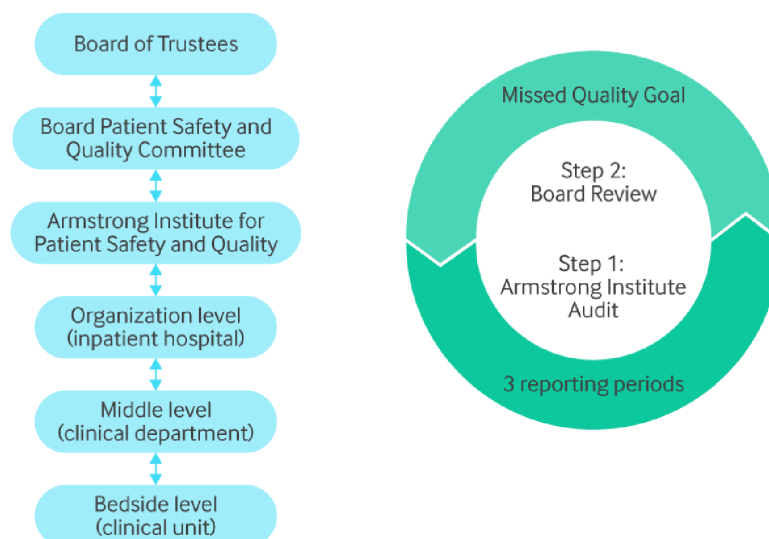 Board of Trustees
Board Patient Safety and
Quality Committee
Armstrong Institute for
Patient Safety and Quality
Organization level
(inpatient hospital)
Middle level
(clinical department)
Bedside level
(clinical unit)
Missed Quality Goal
Step 2:
Board Review
Step 1:
Armstrong Institute
Audit
3 reporting periods